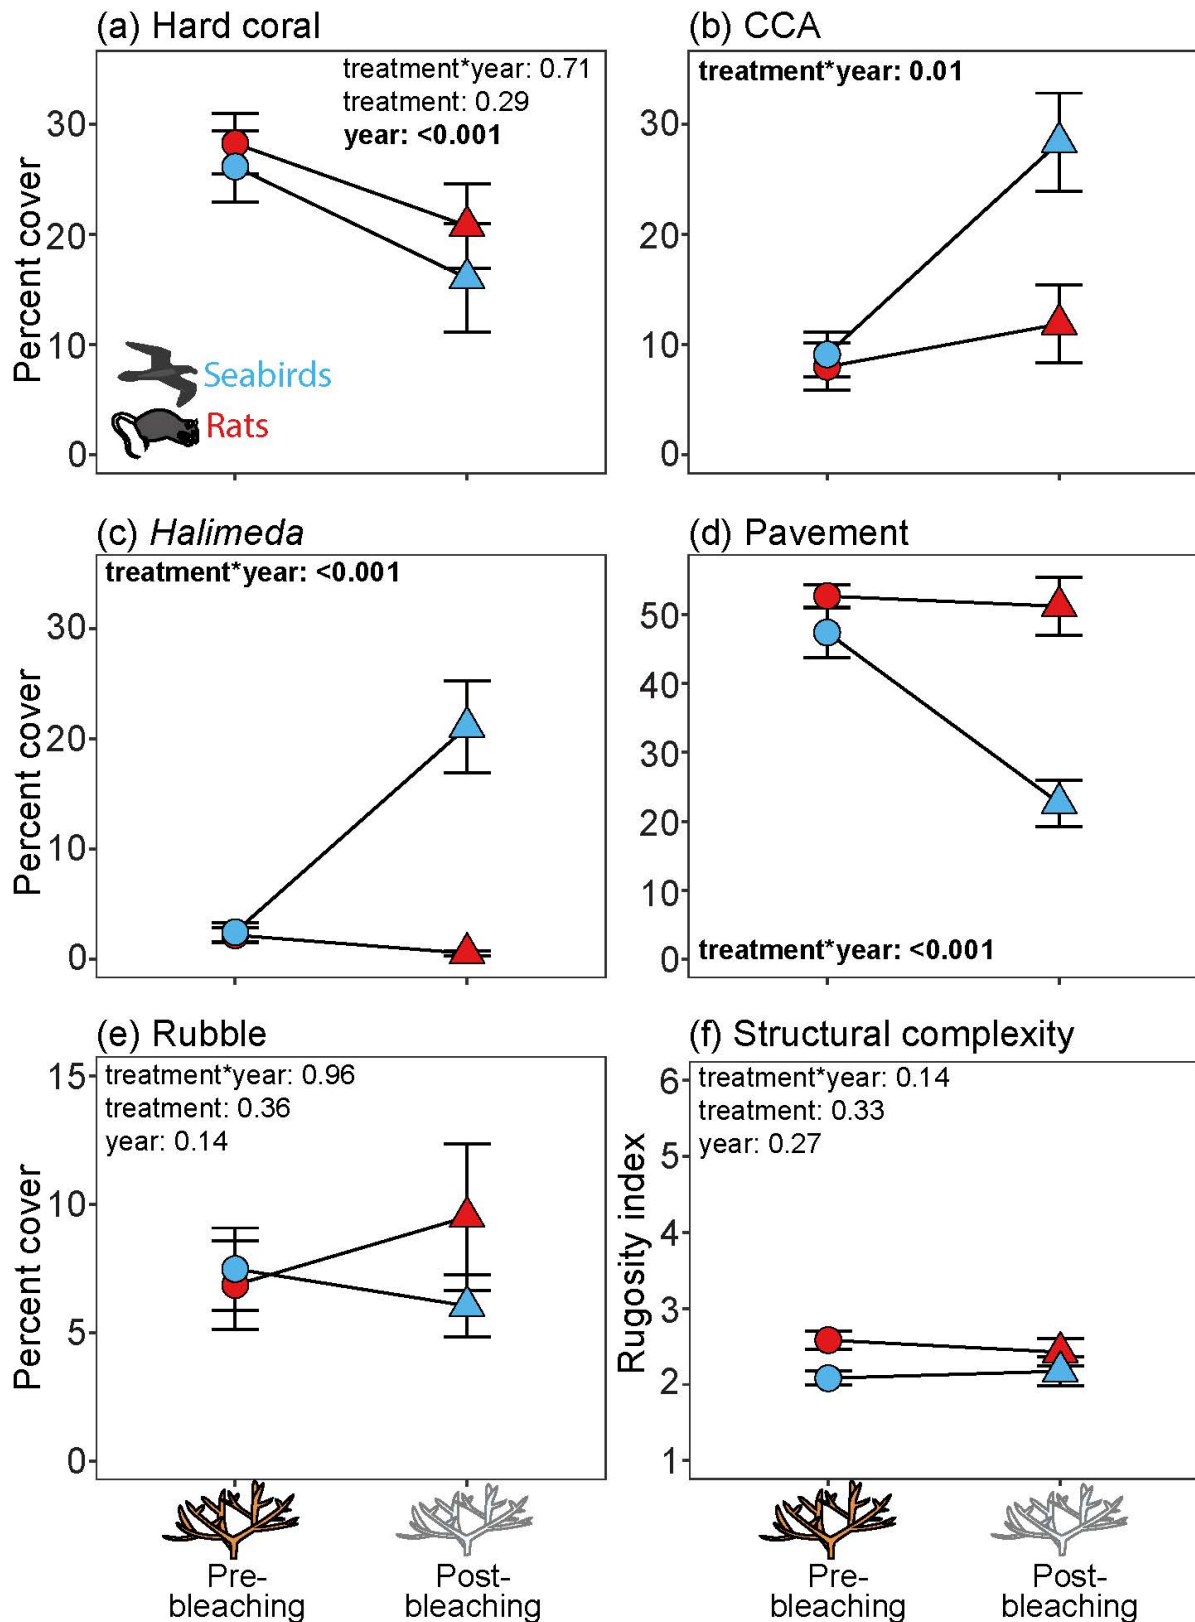 (a) Hard coral
treatment*year: 0.71
treatment: 0.29
year: <0.001
Percent cover
30
20
10
0
Seabirds
Rats
(b) CCA
treatment*year: 0.01
30
20
10
0
(c) Halimeda
treatment*year: <0.001
Percent cover
30
20
10
0
(d) Pavement
50
40
30
20
10
0
treatment*year: <0.001
(e) Rubble
treatment*year: 0.96
treatment: 0.36
year: 0.14
Percent cover
15
10
5
0
Pre-
bleaching
Post-
bleaching
(f) Structural complexity
treatment*year: 0.14
treatment: 0.33
year: 0.27
Rugosity index
6
5
4
3
2
1
Pre-
bleaching
Post-
bleaching